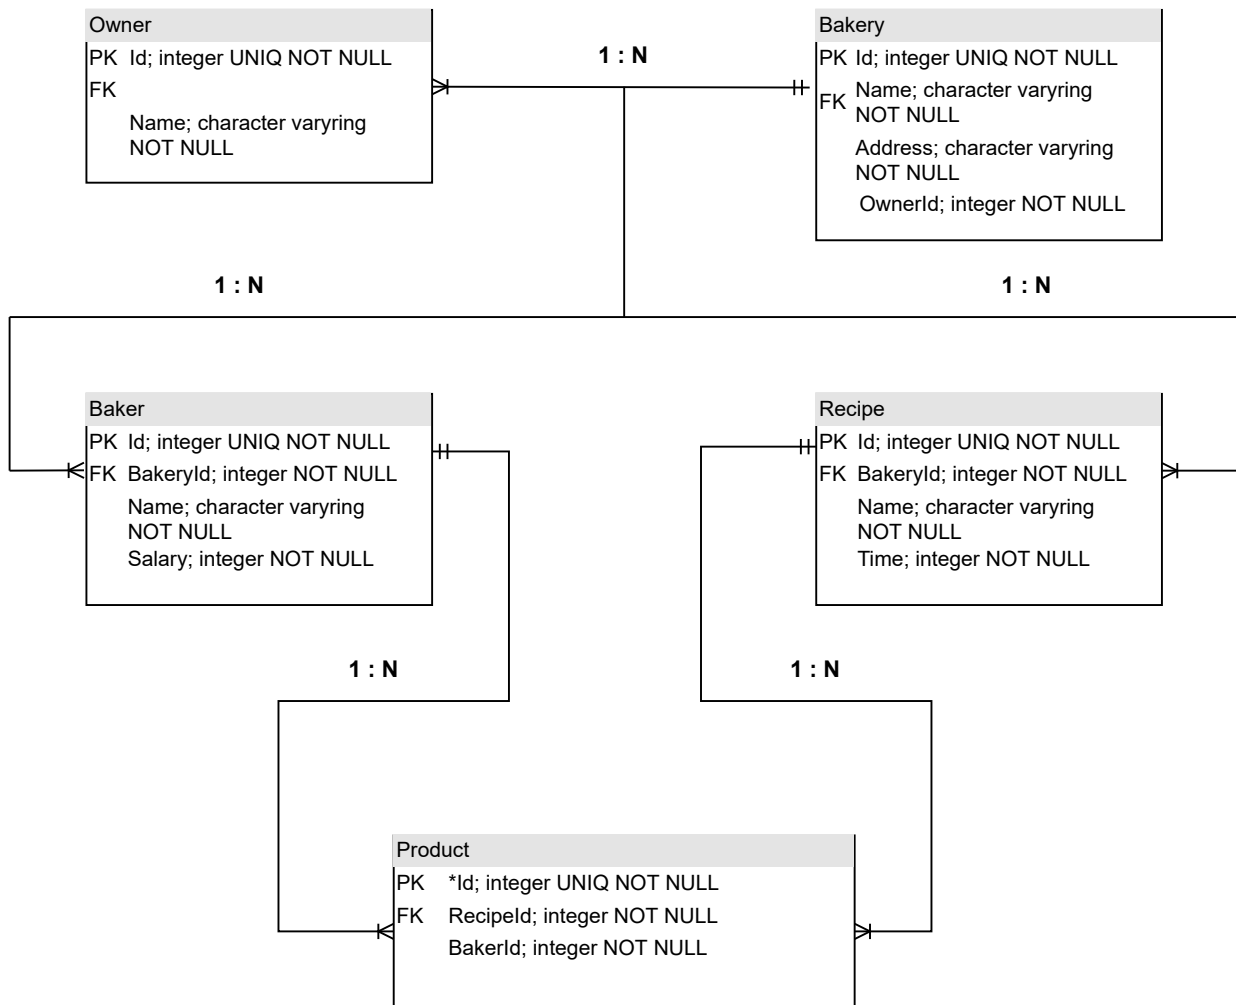 Owner
PK Id; integer UNIQ NOT NULL
FK
Name; character varyring
NOT NULL
1 : N
Bakery
PK Id; integer UNIQ NOT NULL
FK Name; character varyring
NOT NULL
Address; character varyring
NOT NULL
OwnerId; integer NOT NULL
1 : N
1 : N
Baker
PK Id; integer UNIQ NOT NULL
FK BakeryId; integer NOT NULL
Name; character varyring
NOT NULL
Salary; integer NOT NULL
Recipe
PK Id; integer UNIQ NOT NULL
FK BakeryId; integer NOT NULL
Name; character varyring
NOT NULL
Time; integer NOT NULL
1 : N
1 : N
Product
PK *Id; integer UNIQ NOT NULL
FK RecipeId; integer NOT NULL
BakerId; integer NOT NULL